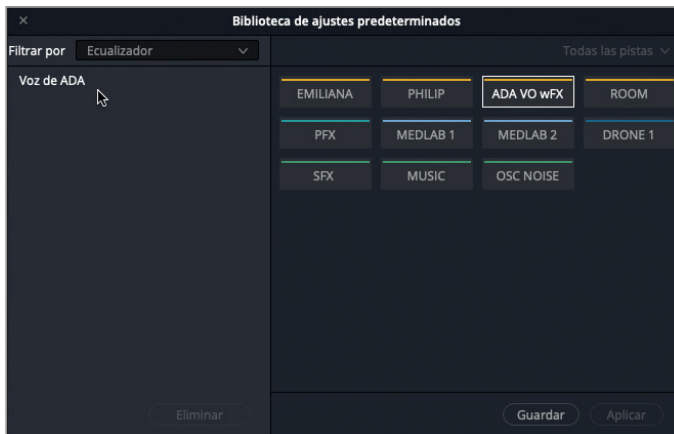 Biblioteca de ajustes predeterminados
Filtrar por Ecualizador
Todas las pistas
Voz de ADA
EMILIANA PHILIP ADA VO wFX ROOM
PFX MEDLAB 1 MEDLAB 2 DRONE 1
SFX MUSIC OSC NOISE
Eliminar
Guardar Aplicar